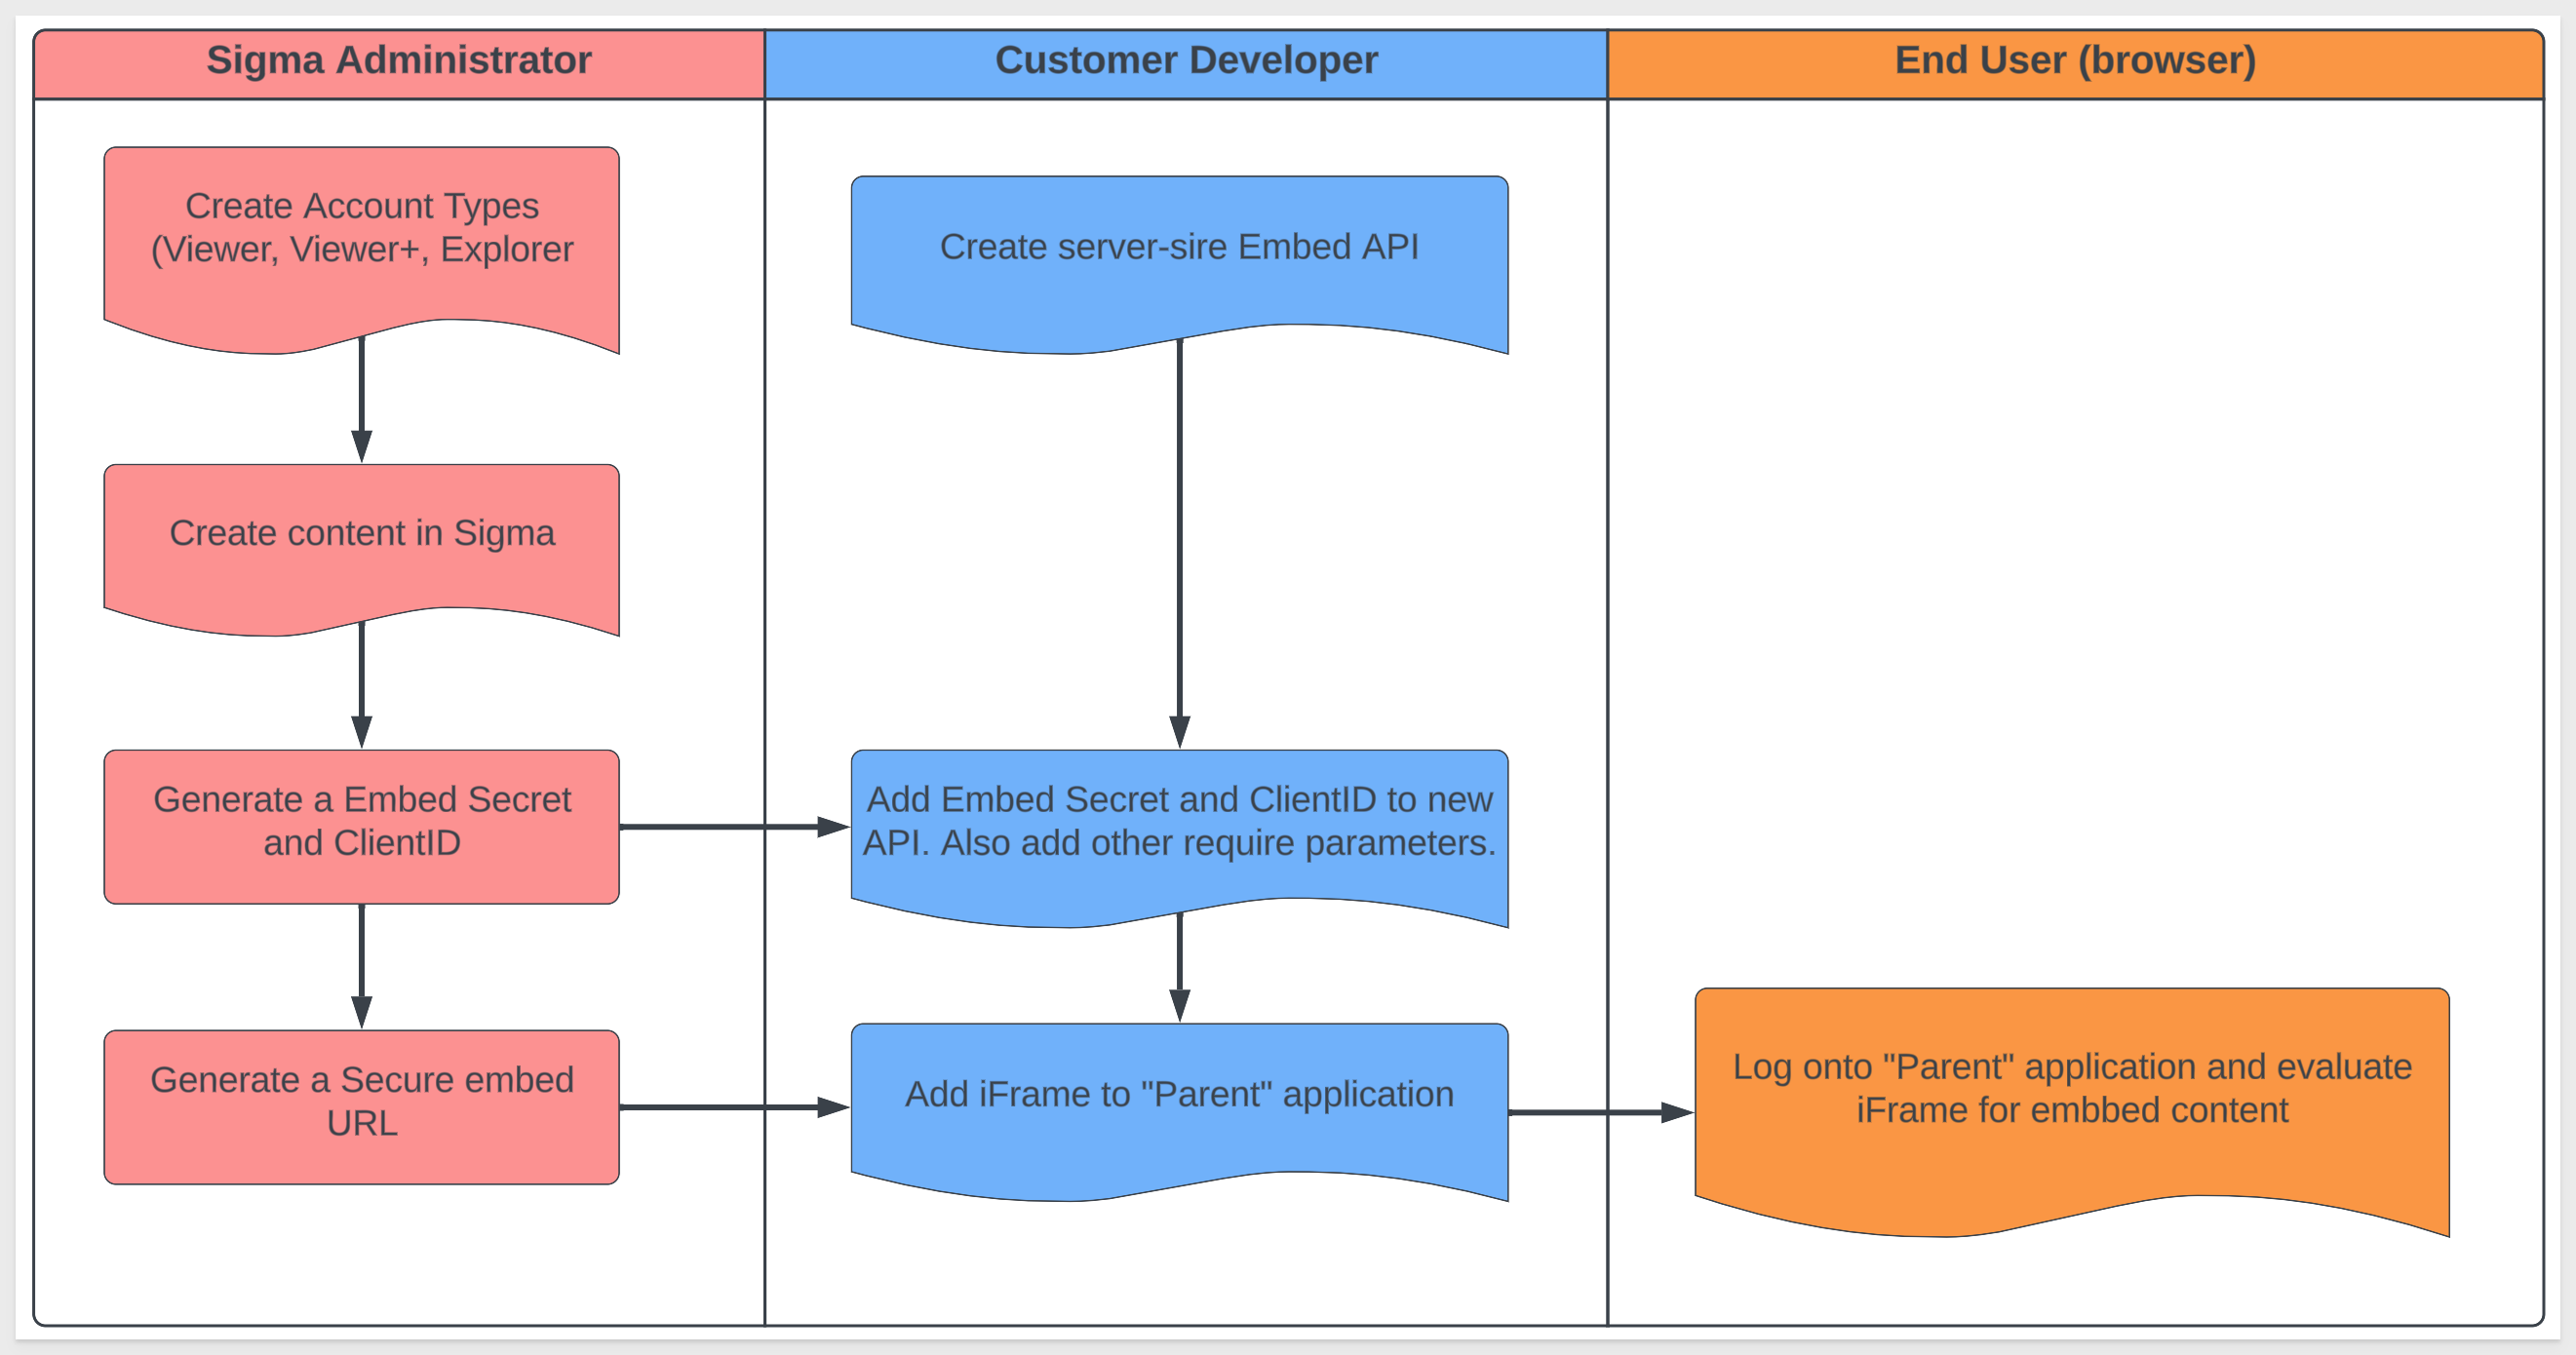 Sigma Administrator
Customer Developer
End User (browser)
Create Account Types
(Viewer, Viewer+, Explorer
Create server-sire Embed API
Create content in Sigma
Generate a Embed Secret
and ClientID
Add Embed Secret and ClientID to new
API. Also add other require parameters.
Generate a Secure embed
URL
Add iFrame to "Parent" application
Log onto "Parent" application and evaluate
iFrame for embbed content